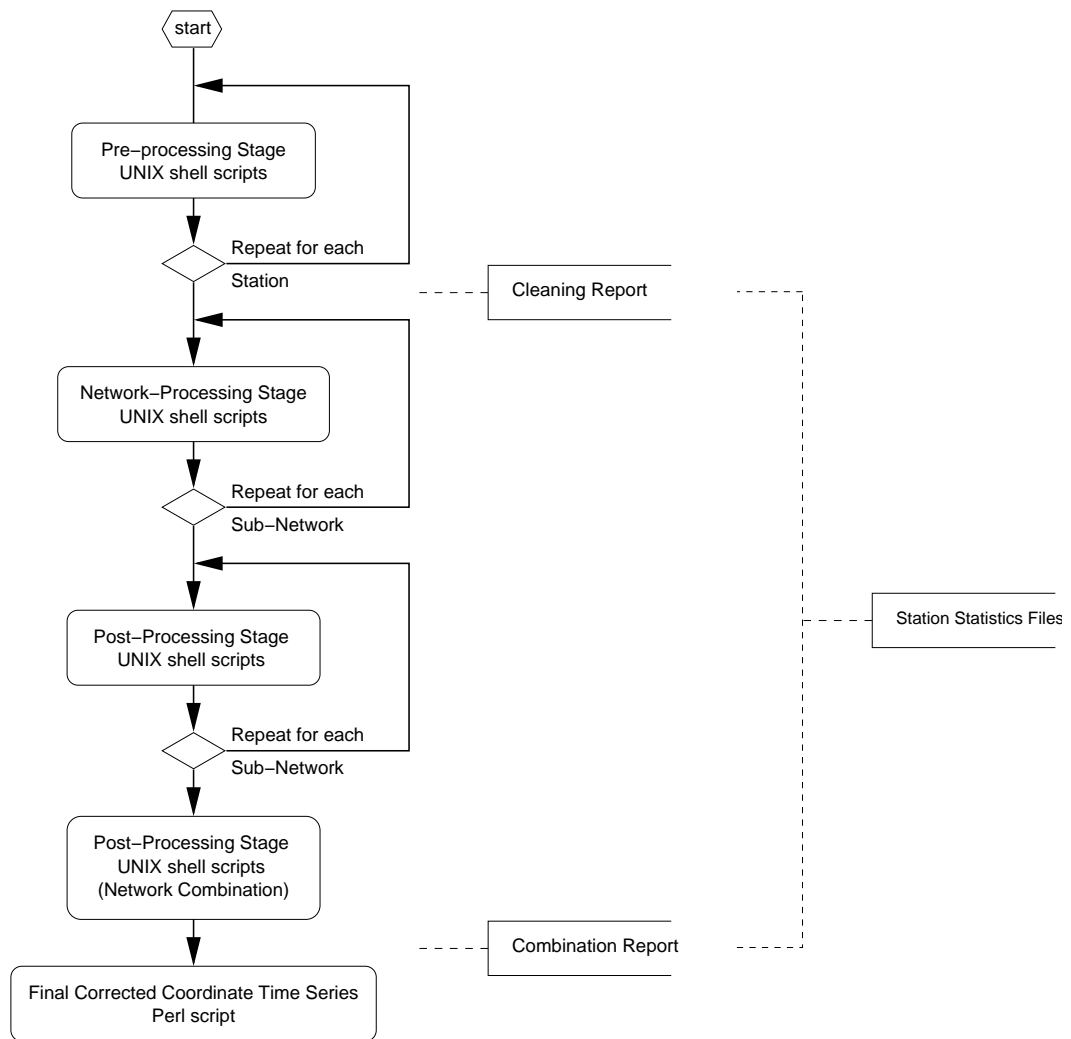 start
Pre−processing Stage
UNIX shell scripts
Repeat for each
Station
Cleaning Report
Network−Processing Stage
UNIX shell scripts
Repeat for each
Sub−Network
Station Statistics Files
Post−Processing Stage
UNIX shell scripts
Repeat for each
Sub−Network
Post−Processing Stage
UNIX shell scripts
(Network Combination)
Combination Report
Final Corrected Coordinate Time Series
Perl script